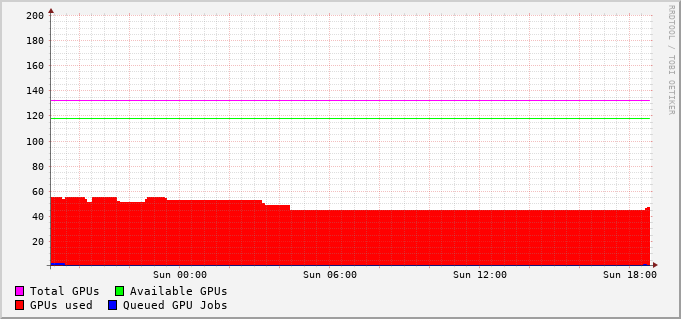 200
180
160
140
120
100
80
60
40
20
Sun 00:00 Sun 06:00 Sun 12:00 Sun 18:00
Total GPUs Available GPUs
GPUs used Queued GPU Jobs
RRDTOOL / TOBI OETIKER